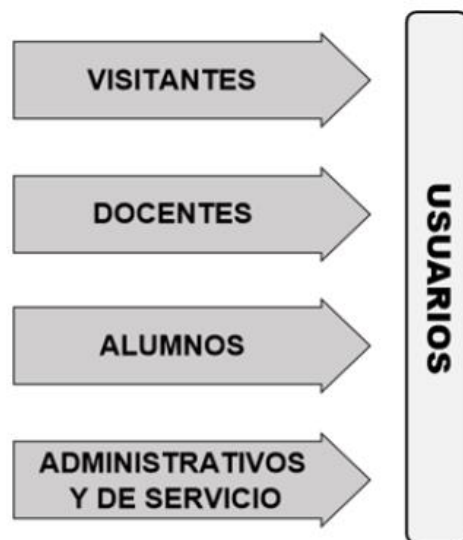 VISITANTES
DOCENTES
ALUMNOS
ADMINISTRATIVOS
Y DE SERVICIO
USUARIOS